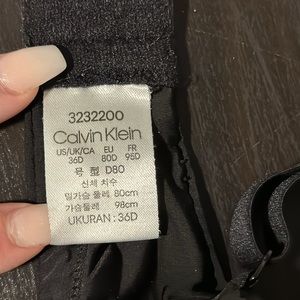 3232200
Calvin Klein
US/UK/CA EU FR
36D 80D 95D
号 型 D80
신체 치수
밑가슴 둘레 80cm
가슴둘레 98cm
UKURAN : 36D